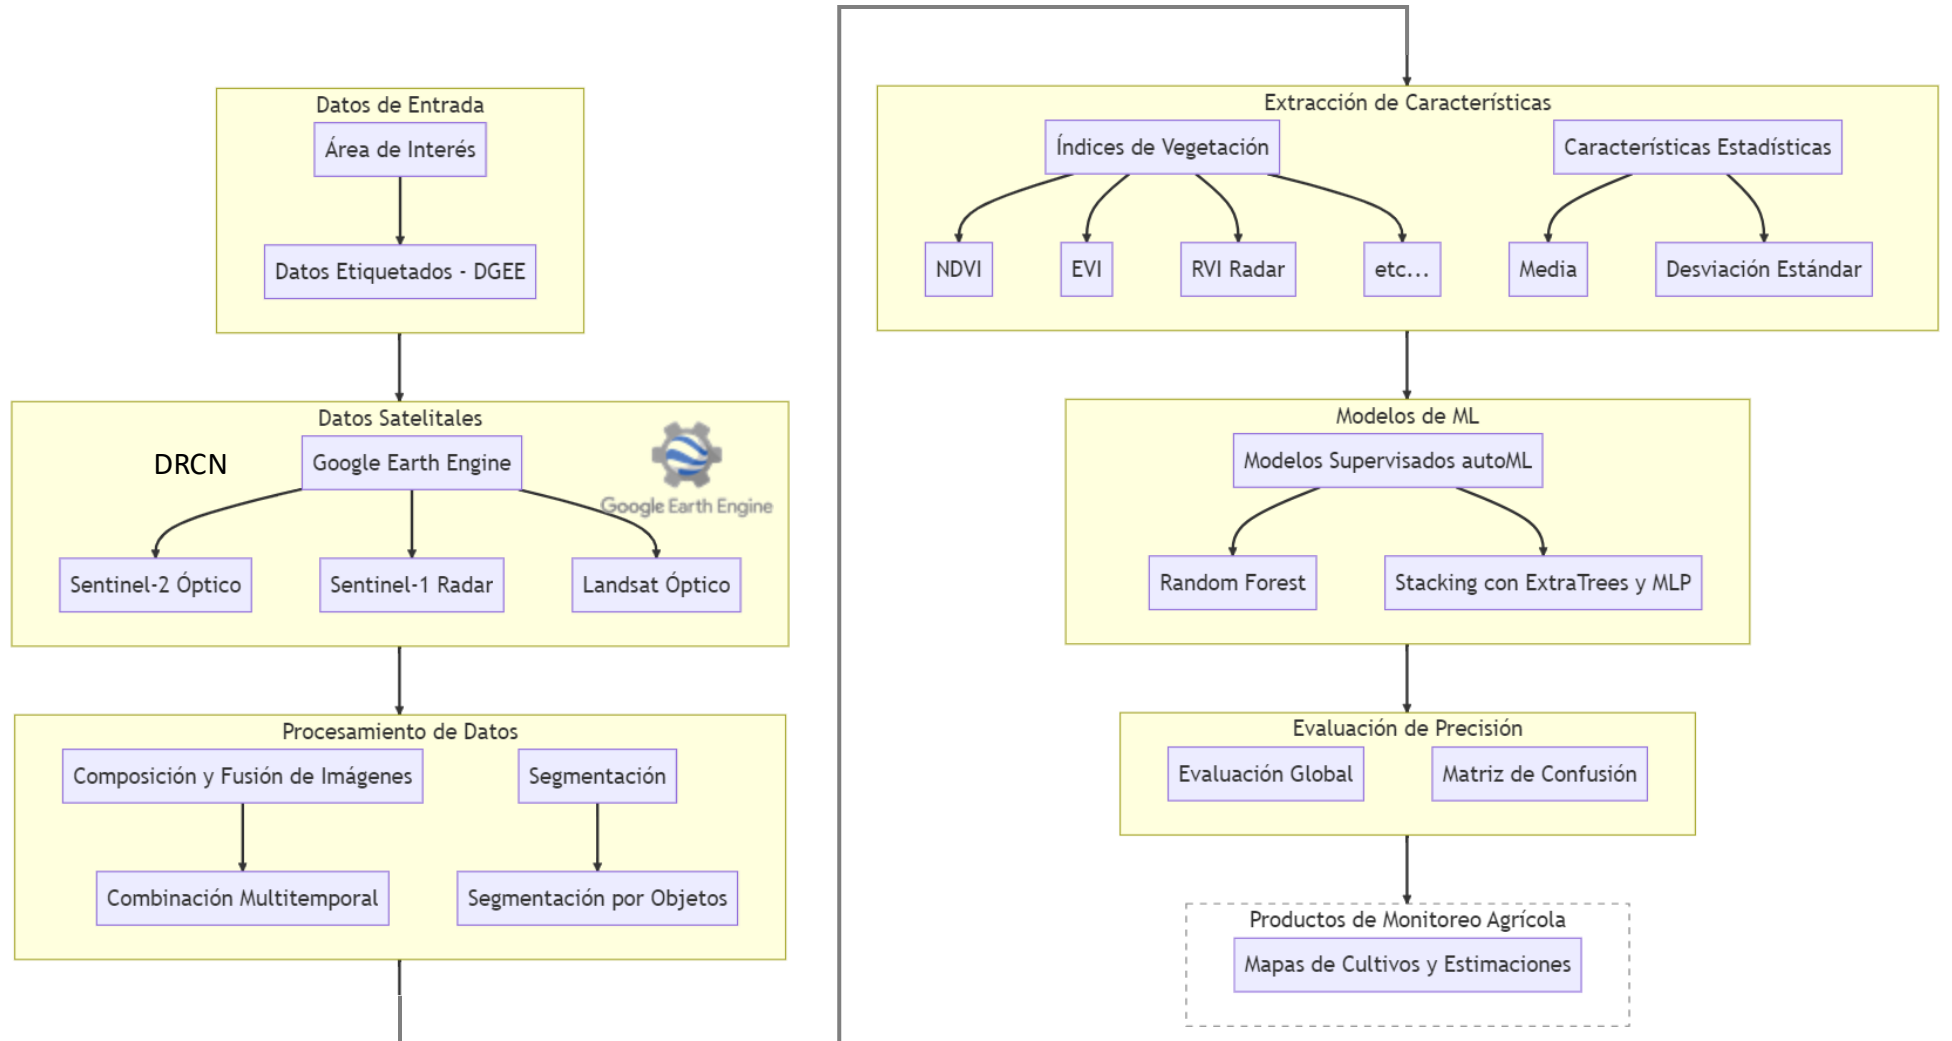 Datos de Entrada
Área de Interés
Datos Etiquetados - DGEE
Datos Satelitales
DRCN
Google Earth Engine
Google Earth Engine
Sentinel-2 Óptico
Sentinel-1 Radar
Landsat Óptico
Procesamiento de Datos
Composición y Fusión de Imágenes
Segmentación
Combinación Multitemporal
Segmentación por Objetos
Extracción de Características
Índices de Vegetación
Características Estadísticas
NDVI
EVI
RVI Radar
etc...
Media
Desviación Estándar
Modelos de ML
Modelos Supervisados autoML
Random Forest
Stacking con ExtraTrees y MLP
Evaluación de Precisión
Evaluación Global
Matriz de Confusión
Productos de Monitoreo Agrícola
Mapas de Cultivos y Estimaciones